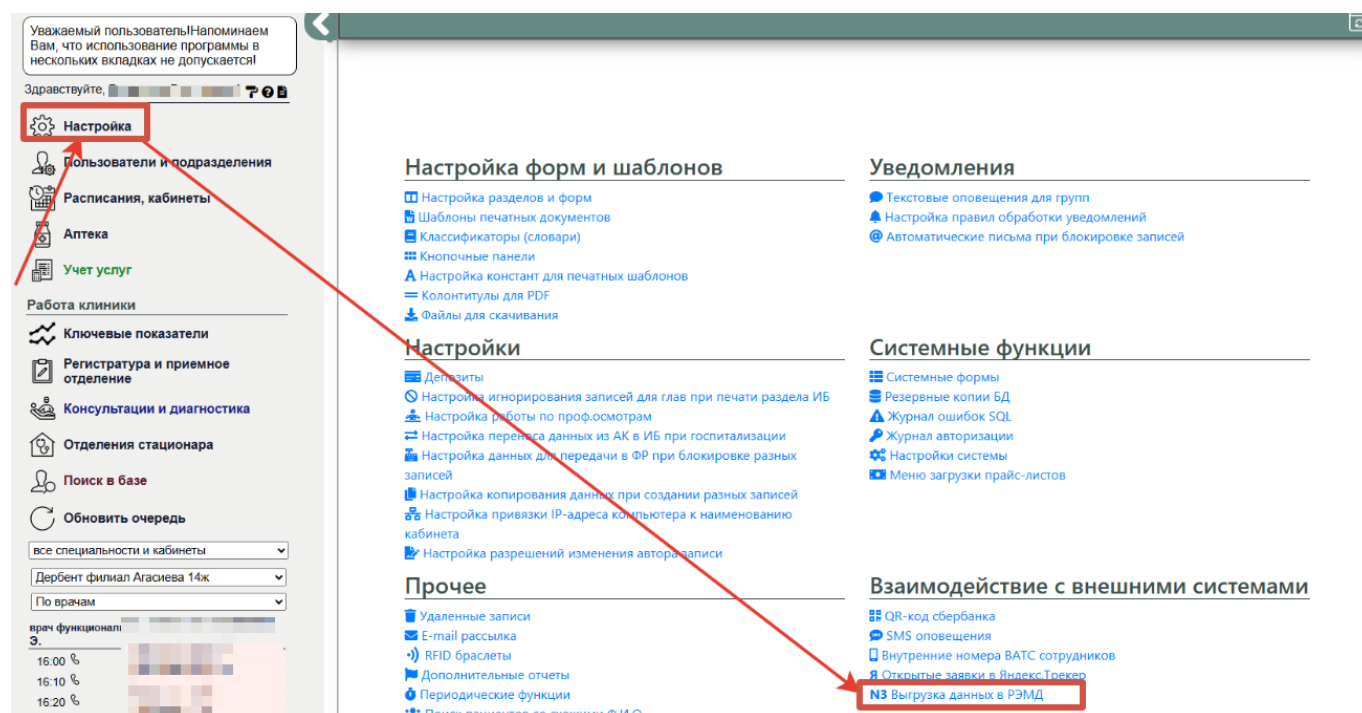 Уважаемый пользователь!Напоминаем
Вам, что использование программы в
нескольких вкладках не допускается!
Здравствуйте,
Настройка
Пользователи и подразделения
Расписания, кабинеты
Аптека
Учет услуг
Работа клиники
Ключевые показатели
Регистратура и приемное
отделение
Консультации и диагностика
Отделения стационара
Поиск в базе
Обновить очередь
все специальности и кабинеты
Дербент филиал Агасиева 14ж
По врачам
врач функциональ
Э.
16:00
16:10
16:20
Настройка форм и шаблонов
Настройка разделов и форм
Шаблоны печатных документов
Классификаторы (словари)
Кнопочные панели
Настройка констант для печатных шаблонов
Колонтитулы для PDF
Файлы для скачивания
Настройки
Депозиты
Настройка игнорирования записей для глав при печати раздела ИБ
Настройка работы по проф.осмотрам
Настройка переноса данных из АК в ИБ при госпитализации
Настройка данных для передачи в ФР при блокировке разных
записей
Настройка копирования данных при создании разных записей
Настройка привязки IP-адреса компьютера к наименованию
кабинета
Настройка разрешений изменения автора записи
Прочее
Удаленные записи
E-mail рассылка
RFID браслеты
Дополнительные отчеты
Периодические функции
Уведомления
Текстовые оповещения для групп
Настройка правил обработки уведомлений
Автоматические письма при блокировке записей
Системные функции
Системные формы
Резервные копии БД
Журнал ошибок SQL
Журнал авторизации
Настройки системы
Меню загрузки прайс-листов
Взаимодействие с внешними системами
QR-код сбербанка
SMS оповещения
Внутренние номера ВАТС сотрудников
Я Открытые заявки в Яндекс.Трекер
N3 Выгрузка данных в РЭМД